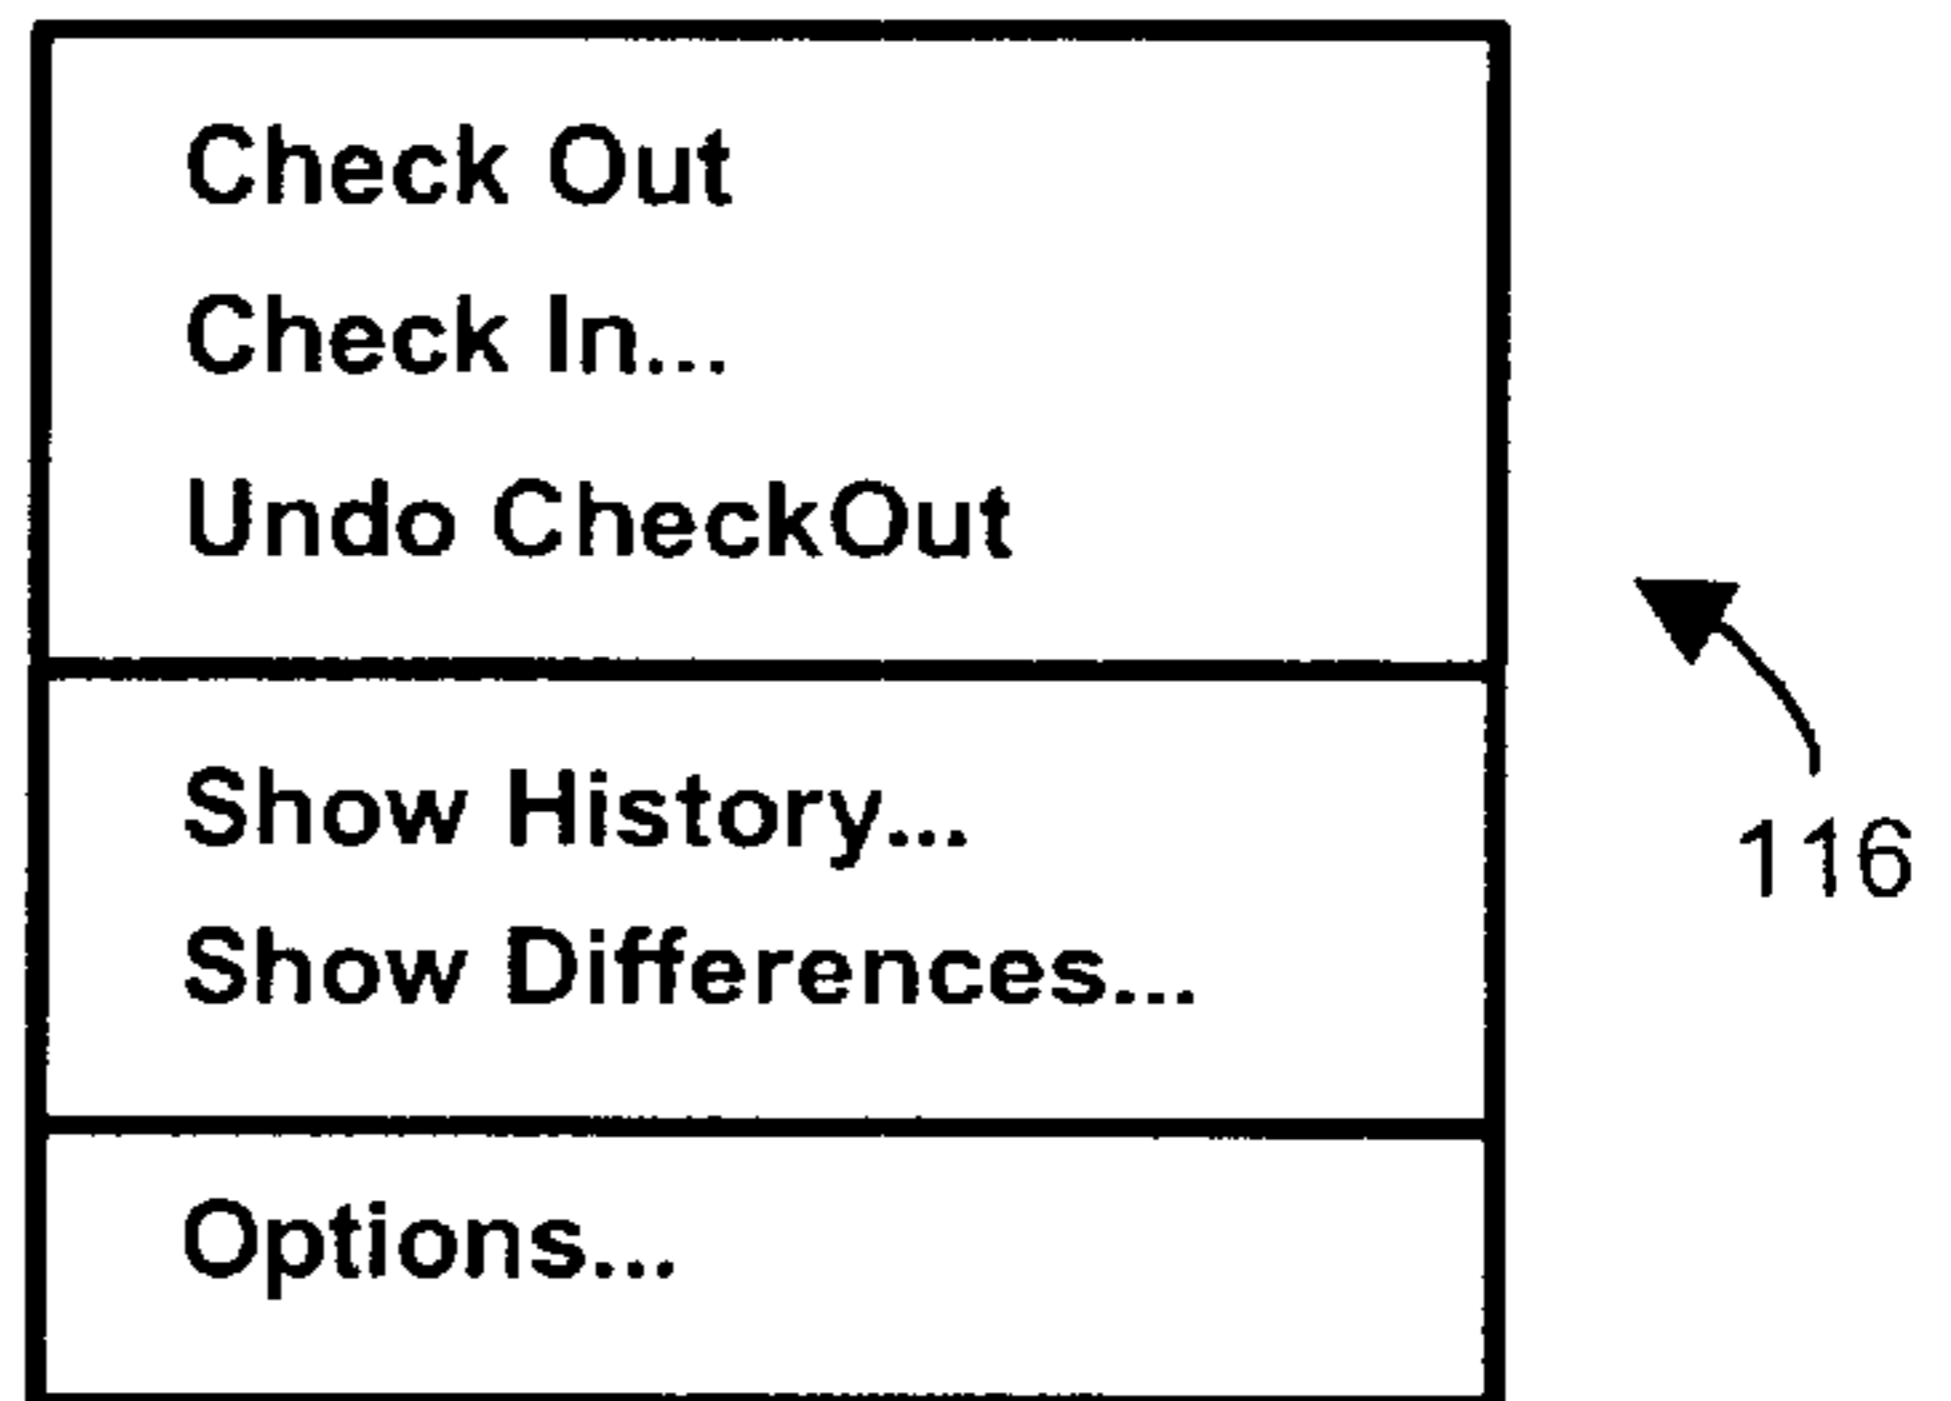 Check Out
Check In...
Undo CheckOut
Show History...
Show Differences...
Options...
116